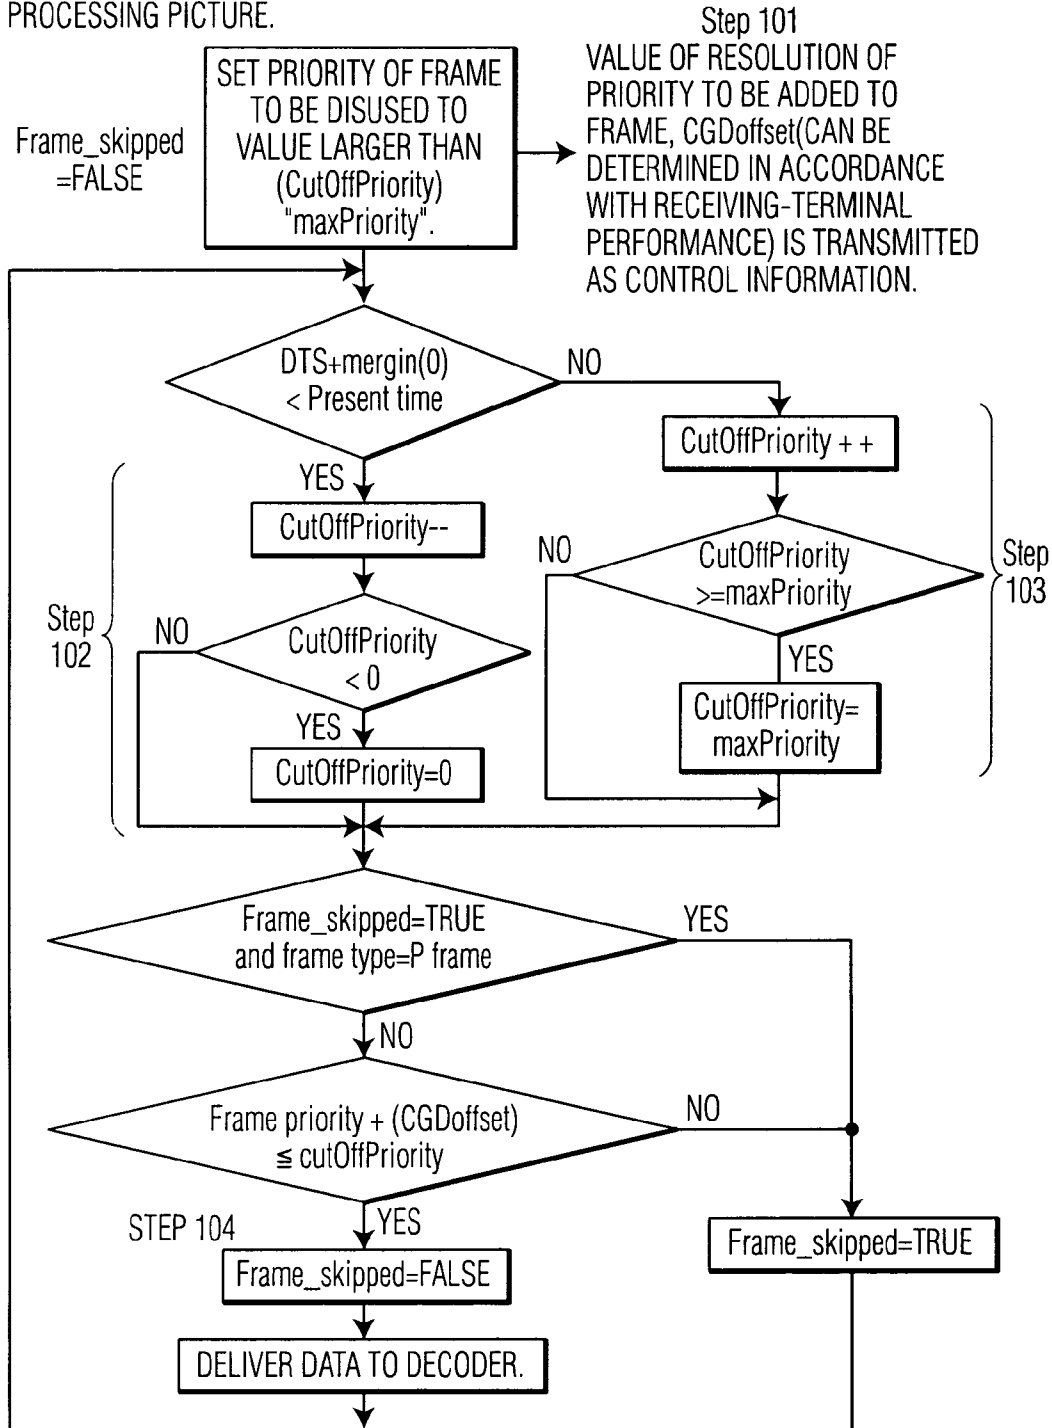 PROCESSING PICTURE.
Step 101
VALUE OF RESOLUTION OF
PRIORITY TO BE ADDED TO
FRAME, CGDoffset(CAN BE
DETERMINED IN ACCORDANCE
WITH RECEIVING-TERMINAL
PERFORMANCE) IS TRANSMITTED
AS CONTROL INFORMATION.
SET PRIORITY OF FRAME
TO BE DISUSED TO
VALUE LARGER THAN
(CutOffPriority)
"maxPriority".
Frame_skipped
=FALSE
DTS+mergin(0)
< Present time
NO
YES
CutOffPriority + +
CutOffPriority--
CutOffPriority
>=maxPriority
NO
Step
103
YES
CutOffPriority=
maxPriority
Step
102
NO
CutOffPriority
< 0
YES
CutOffPriority=0
Frame_skipped=TRUE
and frame type=P frame
YES
NO
Frame priority + (CGDoffset)
≦ cutOffPriority
NO
YES
STEP 104
Frame_skipped=FALSE
Frame_skipped=TRUE
DELIVER DATA TO DECODER.